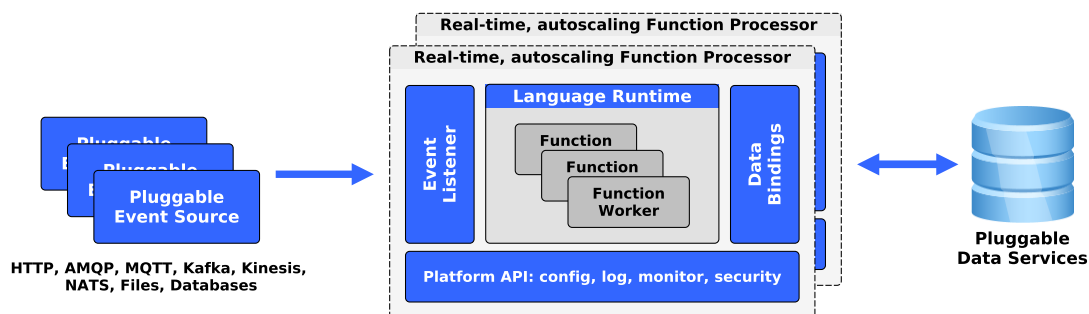 Real-time, autoscaling Function Processor
Real-time, autoscaling Function Processor
Pluggable
Pluggable
Pluggable
Event Source
HTTP, AMQP, MQTT, Kafka, Kinesis,
NATS, Files, Databases
Event
Listener
Language Runtime
Function
Function
Function
Worker
Data
Bindings
Platform API: config, log, monitor, security
Pluggable
Data Services